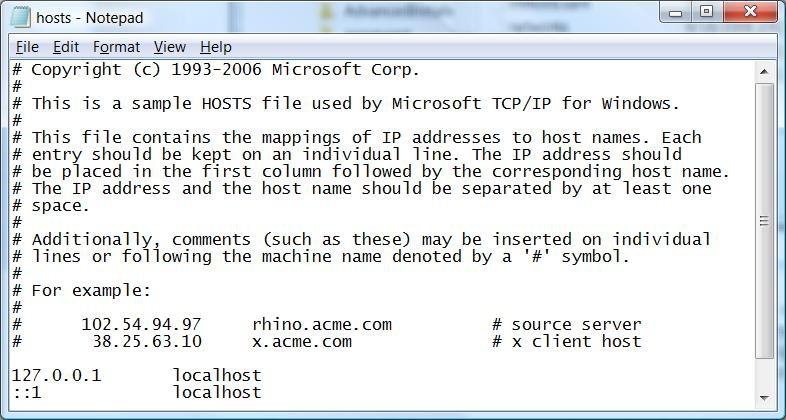 hosts - Notepad
File Edit Format View Help
# Copyright (c) 1993-2006 Microsoft Corp.
#
# This is a sample HOSTS file used by Microsoft TCP/IP for Windows.
#
# This file contains the mappings of IP addresses to host names. Each
# entry should be kept on an individual line. The IP address should
# be placed in the first column followed by the corresponding host name.
# The IP address and the host name should be separated by at least one
# space.
#
# Additionally, comments (such as these) may be inserted on individual
# lines or following the machine name denoted by a '#' symbol.
#
# For example:
#
#      102.54.94.97     rhino.acme.com          # source server
#       38.25.63.10     x.acme.com              # x client host

127.0.0.1       localhost
::1             localhost